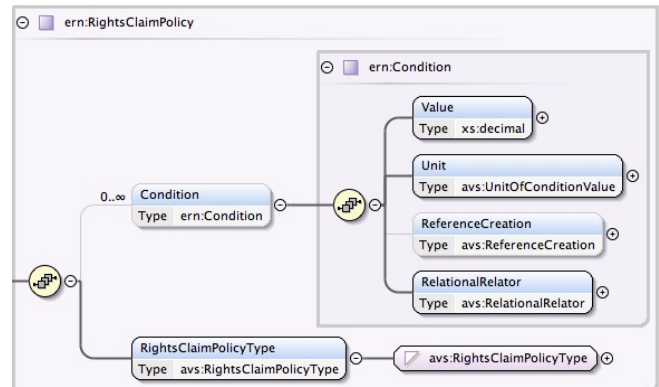 ern:RightsClaimPolicy
ern:Condition
Value
Type xs:decimal
Unit
Type avs:UnitOfConditionValue
0..∞ Condition
Type ern:Condition
ReferenceCreation
Type avs:ReferenceCreation
RelationalRelator
Type avs:RelationalRelator
RightsClaimPolicyType
Type avs:RightsClaimPolicyType
avs:RightsClaimPolicyType